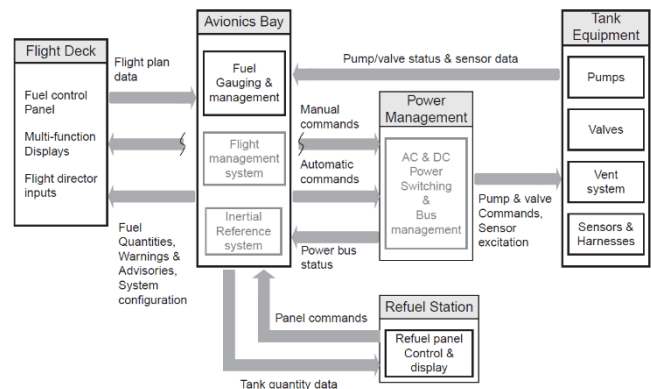 Flight Deck
Fuel control
Panel
Multi-function
Displays
Flight director
inputs
Flight plan
data
Fuel
Quantities,
Warnings &
Advisories,
System
configuration
Avionics Bay
Fuel
Gauging &
management
Flight
management
system
Inertial
Reference
system
Pump/valve status & sensor data
Manual
commands
Automatic
commands
Power bus
status
Power
Management
AC & DC
Power
Switching
&
Bus
management
Pump & valve
Commands,
Sensor
excitation
Tank
Equipment
Pumps
Valves
Vent
system
Sensors &
Harnesses
Panel commands
Tank quantity data
Refuel Station
Refuel panel
Control &
display